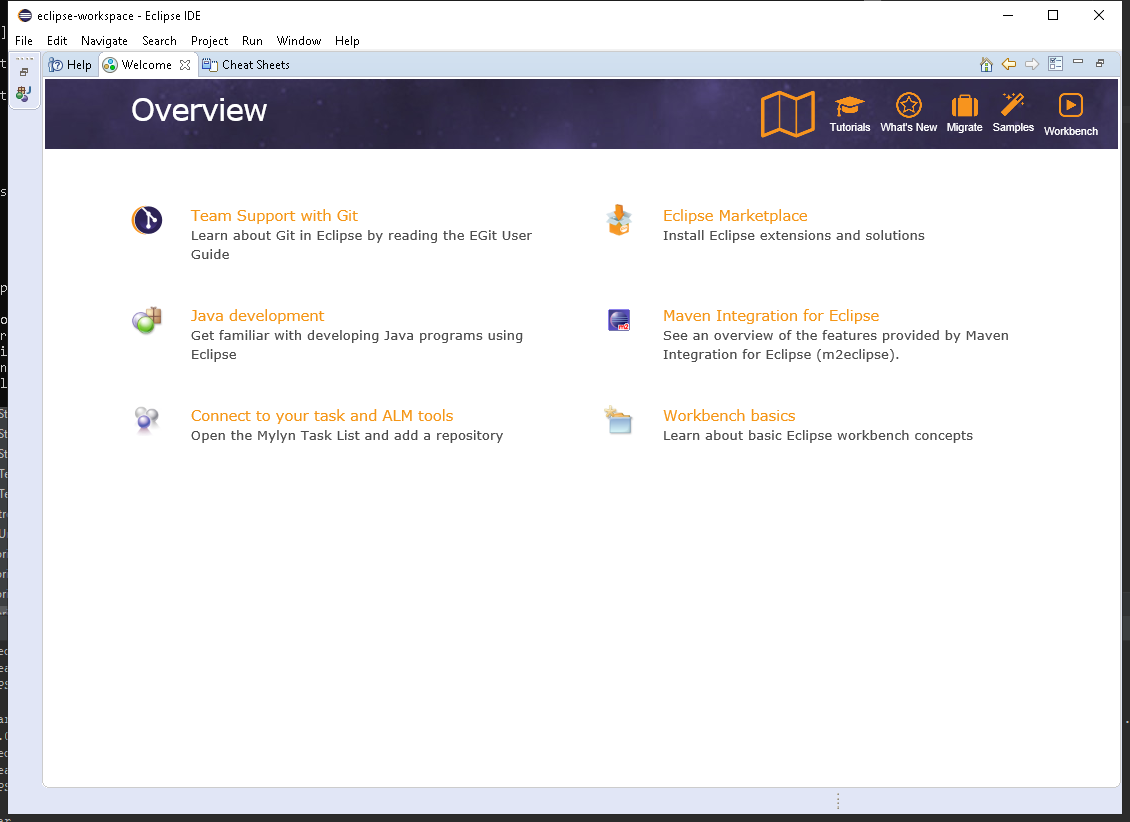 eclipse-workspace - Eclipse IDE
File Edit Navigate Search Project Run Window Help
Help Welcome Cheat Sheets
Overview
Tutorials What's New Migrate Samples Workbench
Team Support with Git
Learn about Git in Eclipse by reading the EGit User
Guide
Eclipse Marketplace
Install Eclipse extensions and solutions
Java development
Get familiar with developing Java programs using
Eclipse
Maven Integration for Eclipse
See an overview of the features provided by Maven
Integration for Eclipse (m2eclipse).
Connect to your task and ALM tools
Open the Mylyn Task List and add a repository
Workbench basics
Learn about basic Eclipse workbench concepts